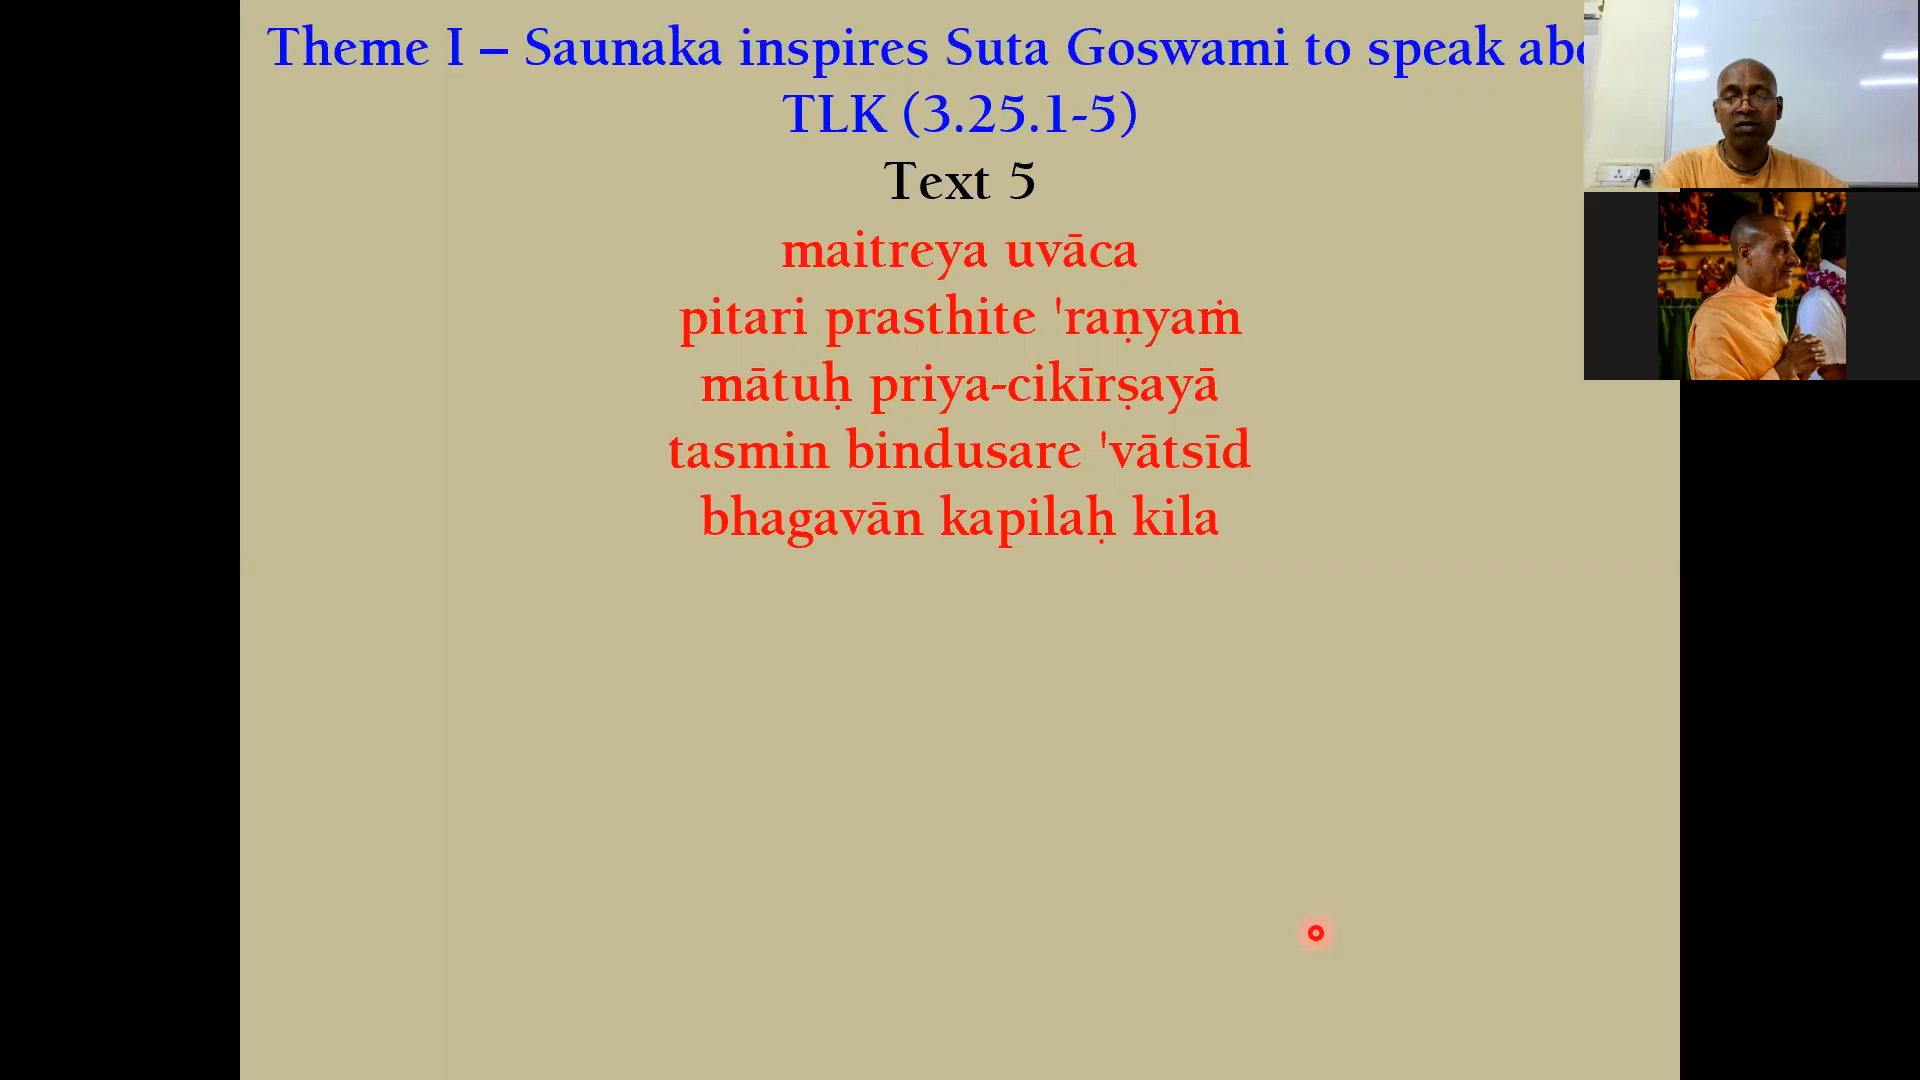 Theme I – Saunaka inspires Suta Goswami to speak
TLK (3.25.1-5)
Text 5
maitreya uvāca
pitari prasthite 'raṇyaṁ
mātuḥ priya-cikīrṣayā
tasmin bindusare 'vātsīd
bhagavān kapilaḥ kila